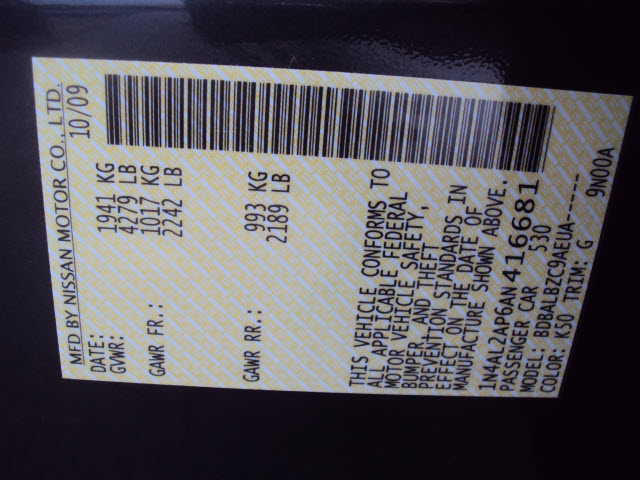 MFD BY NISSAN MOTOR CO., LTD.
DATE: 10/09
GVWR: 1941 KG
4279 LB
GAWR FR.: 1017 KG
2242 LB
GAWR RR.: 993 KG
2189 LB
THIS VEHICLE CONFORMS TO
ALL APPLICABLE FEDERAL
MOTOR VEHICLE SAFETY,
BUMPER, AND THEFT
PREVENTION STANDARDS IN
EFFECT ON THE DATE OF
MANUFACTURE SHOWN ABOVE.
1N4AL2AP6AN416681
PASSENGER CAR 530
MODEL: BDBALBZC9AEUA-----
COLOR: K50 TRIM: G 9N00A